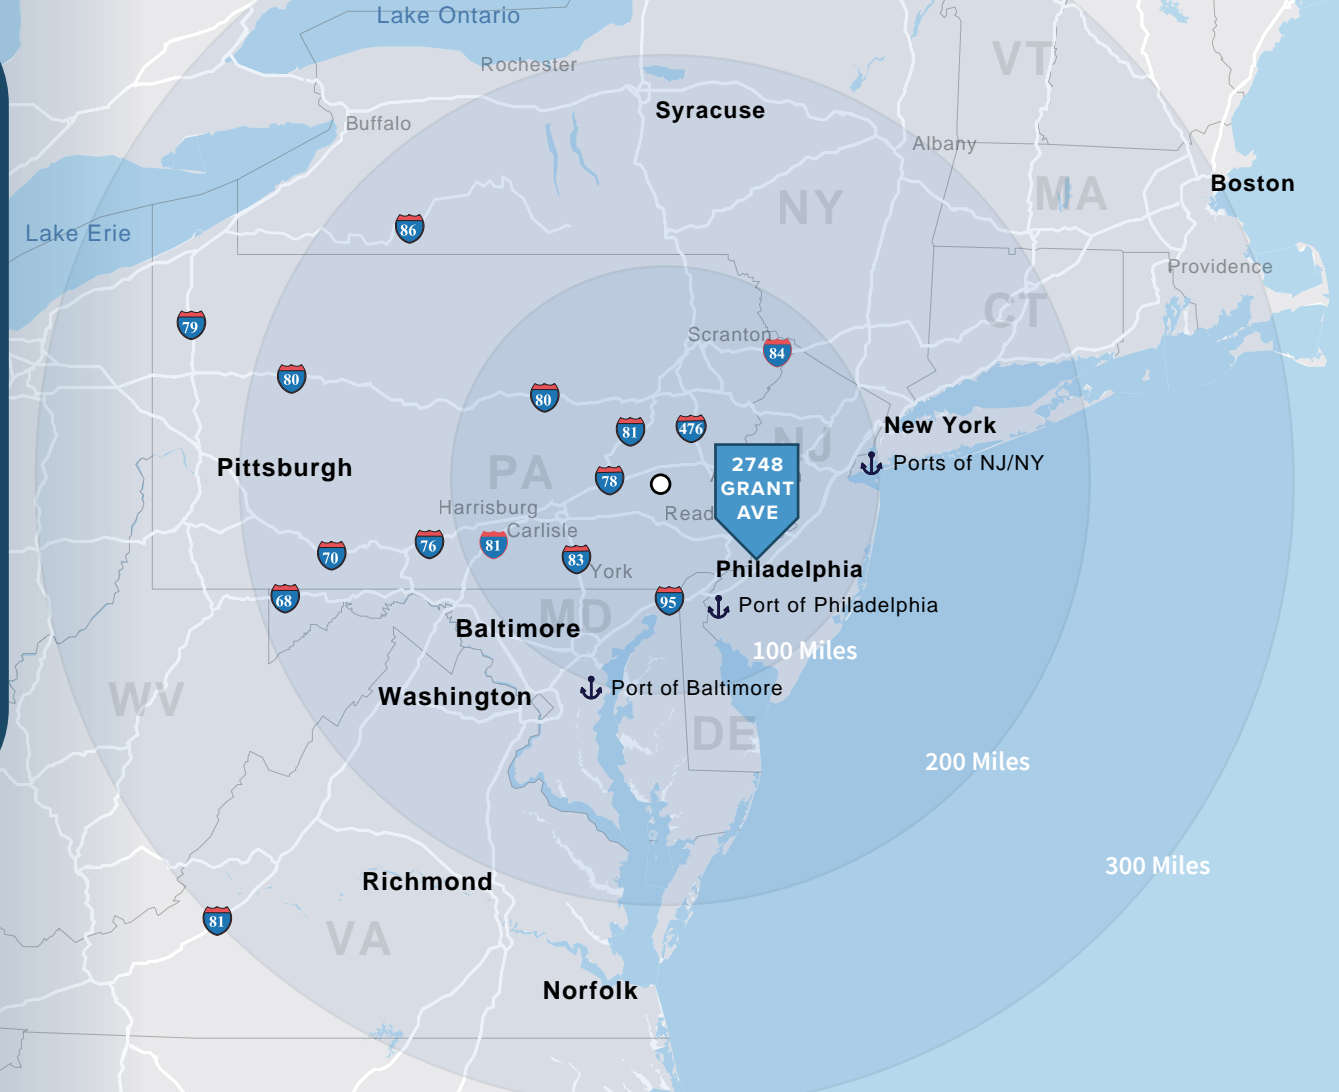 Lake Ontario
VT
Rochester
Syracuse
Buffalo
Albany
Boston
MA
NY
86
Lake Erie
Providence
CT
79
Scranton
84
80
80
New York
81
476
NJ
Ports of NJ/NY
Pittsburgh
PA
78
2748
GRANT
AVE
Harrisburg
Read
Carlisle
76
81
70
83
York
Philadelphia
68
95
Port of Philadelphia
MD
Baltimore
100 Miles
Port of Baltimore
Washington
WV
DE
200 Miles
300 Miles
Richmond
81
VA
Norfolk